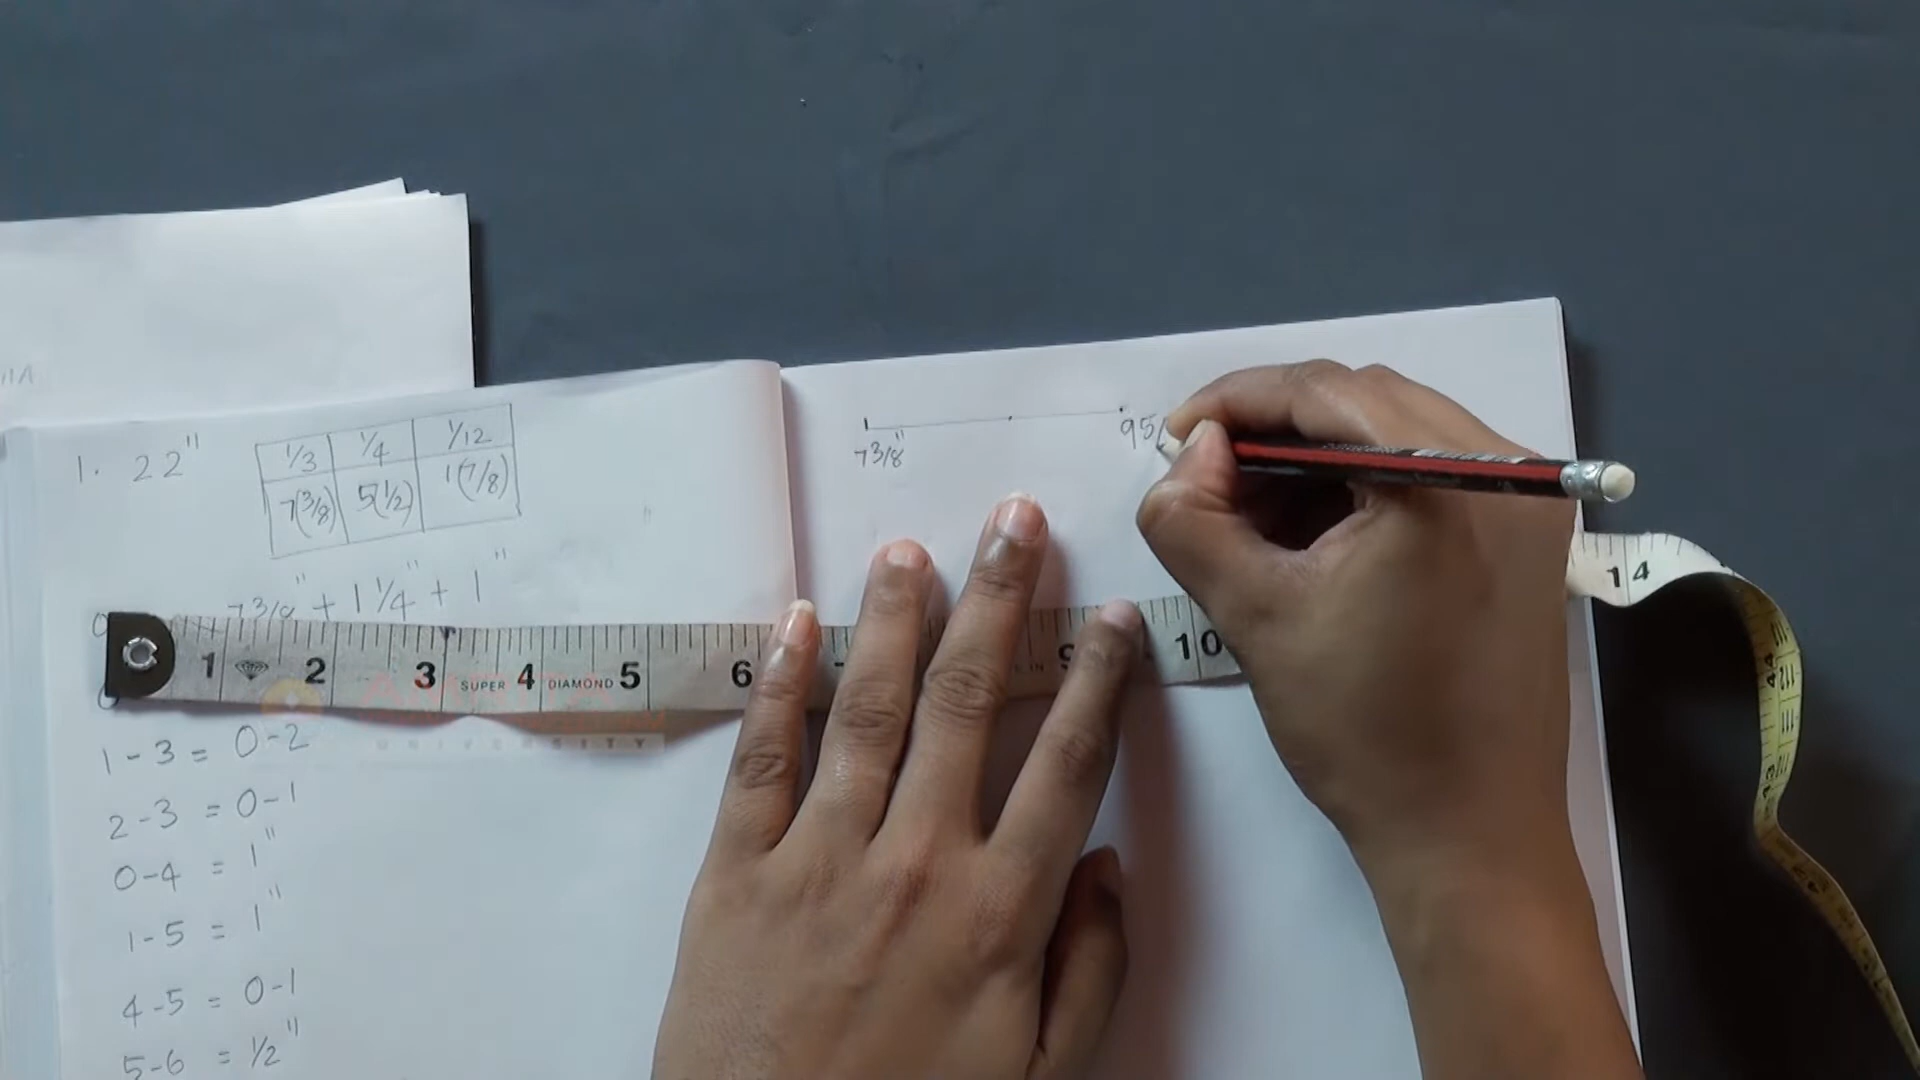 1. 22"
1/3 1/4 1/12
7(3/8) 5(1/2) 1(7/8)
7 3/8" + 1 1/4" + 1"
1 2 3 SUPER 4 DIAMOND 5 6 9 10
UNIVERSITY
1-3 = 0-2
2-3 = 0-1
0-4 = 1"
1-5 = 1"
4-5 = 0-1
5-6 = 1/2"
7 3/8"
95/
14